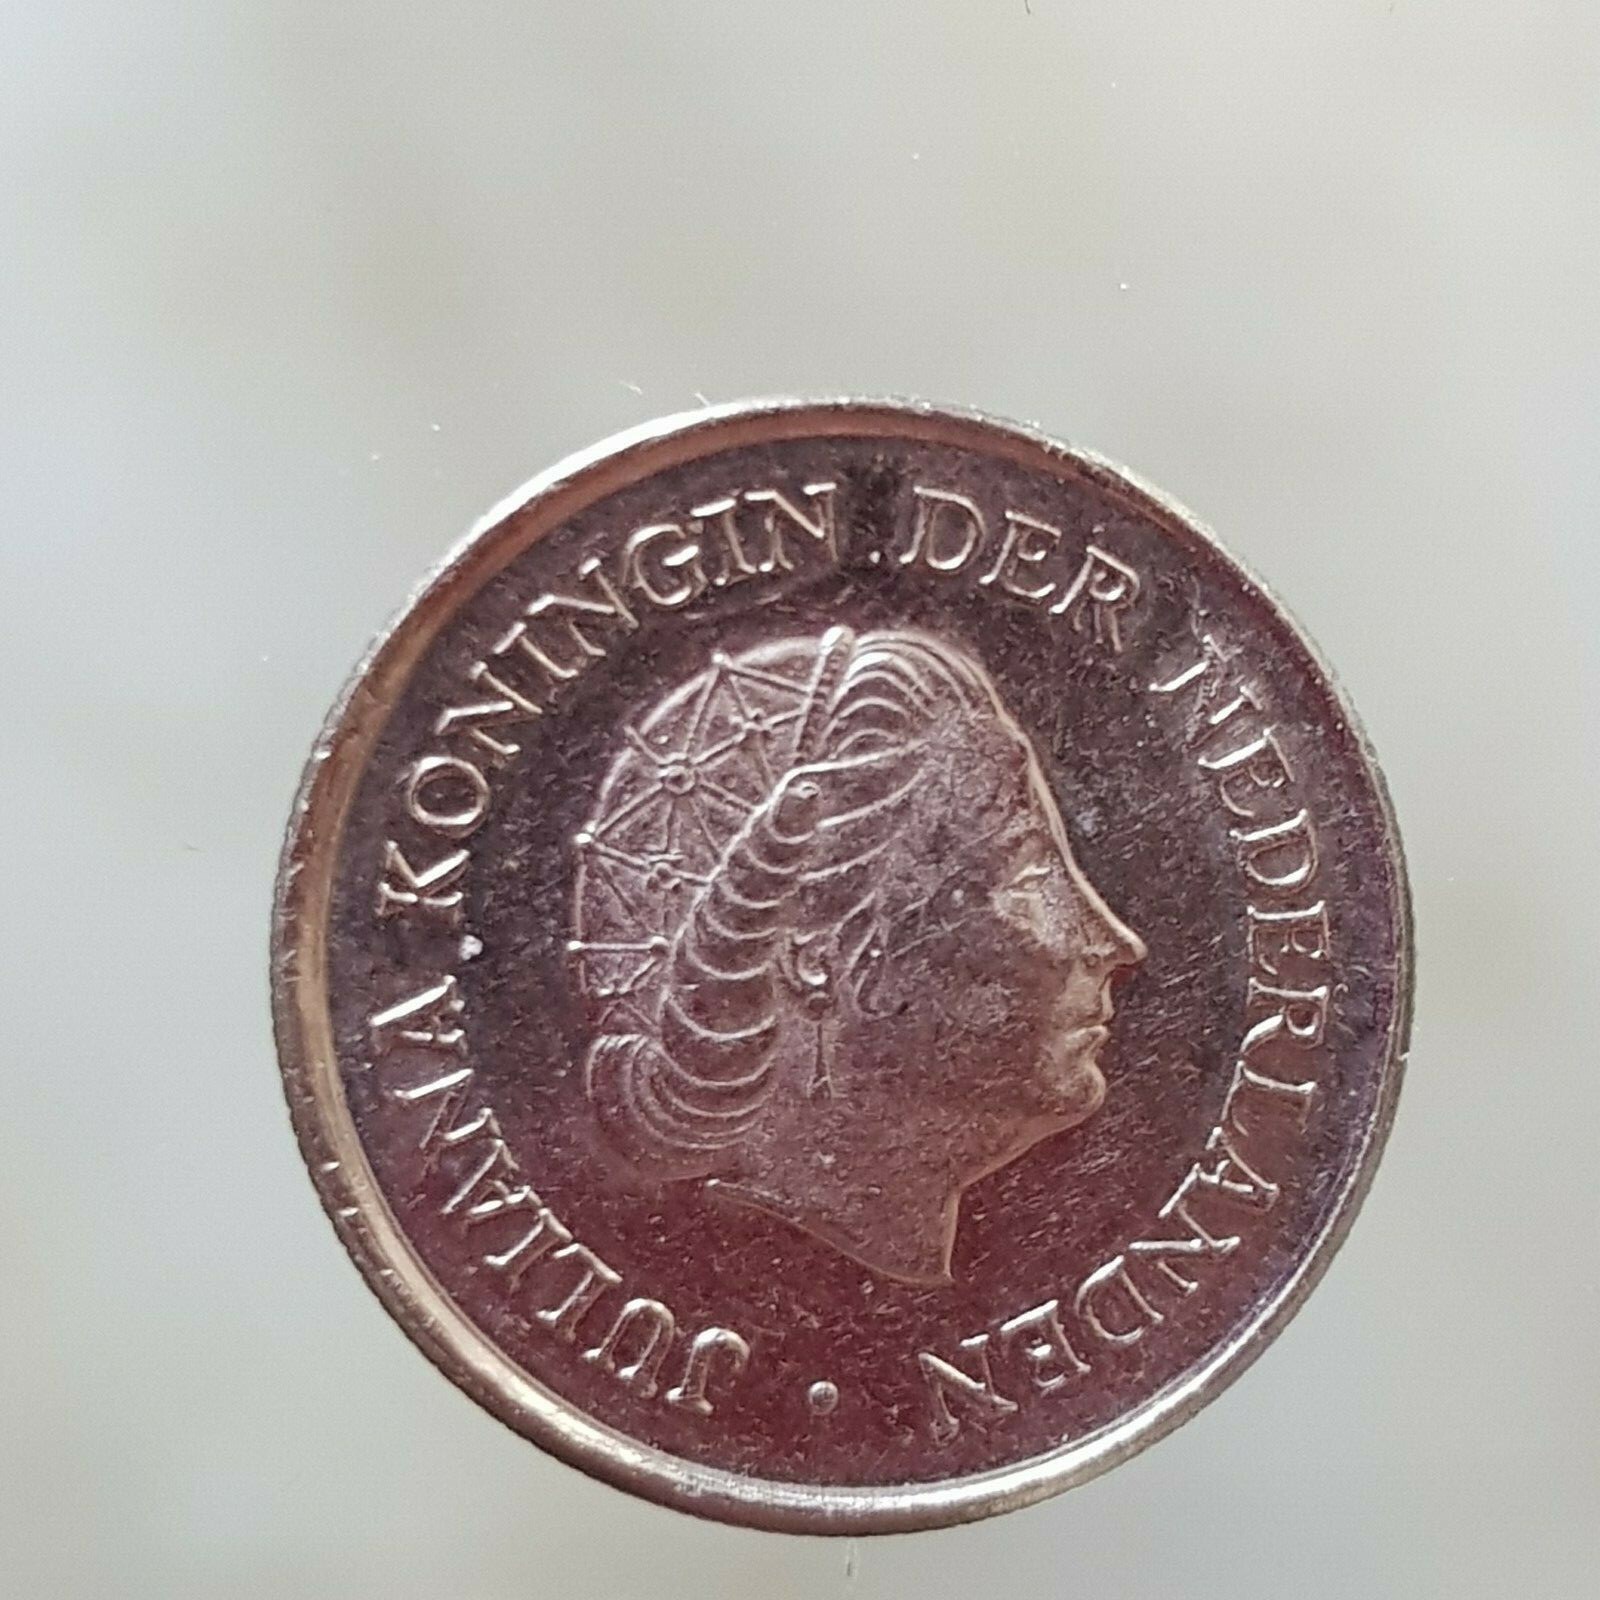 JULIANA · KONINGIN · DER NEDERLANDEN ·